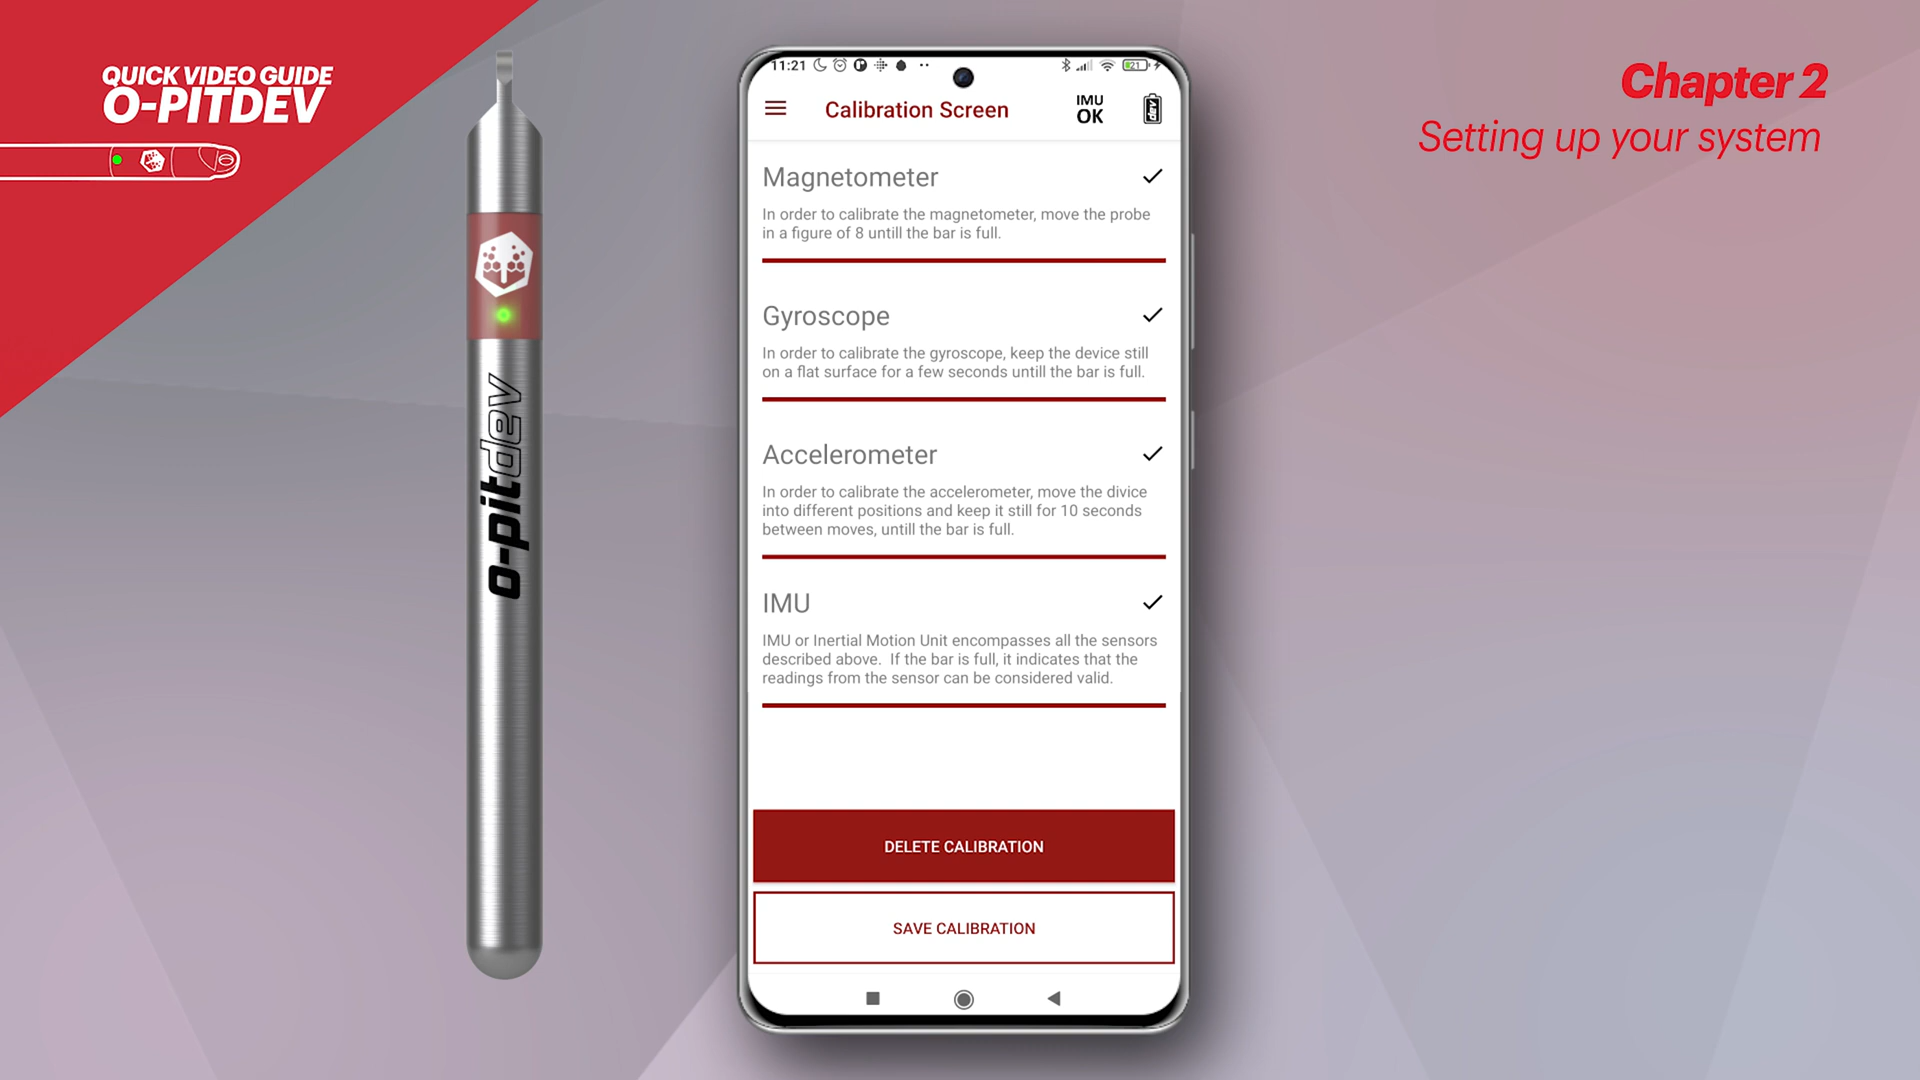 QUICK VIDEO GUIDE
O-PITDEV
o-pitdev
11:21
21
Calibration Screen
IMU
OK
dev
Magnetometer
In order to calibrate the magnetometer, move the probe
in a figure of 8 untill the bar is full.
Gyroscope
In order to calibrate the gyroscope, keep the device still
on a flat surface for a few seconds untill the bar is full.
Accelerometer
In order to calibrate the accelerometer, move the divice
into different positions and keep it still for 10 seconds
between moves, untill the bar is full.
IMU
IMU or Inertial Motion Unit encompasses all the sensors
described above.  If the bar is full, it indicates that the
readings from the sensor can be considered valid.
DELETE CALIBRATION
SAVE CALIBRATION
Chapter 2
Setting up your system